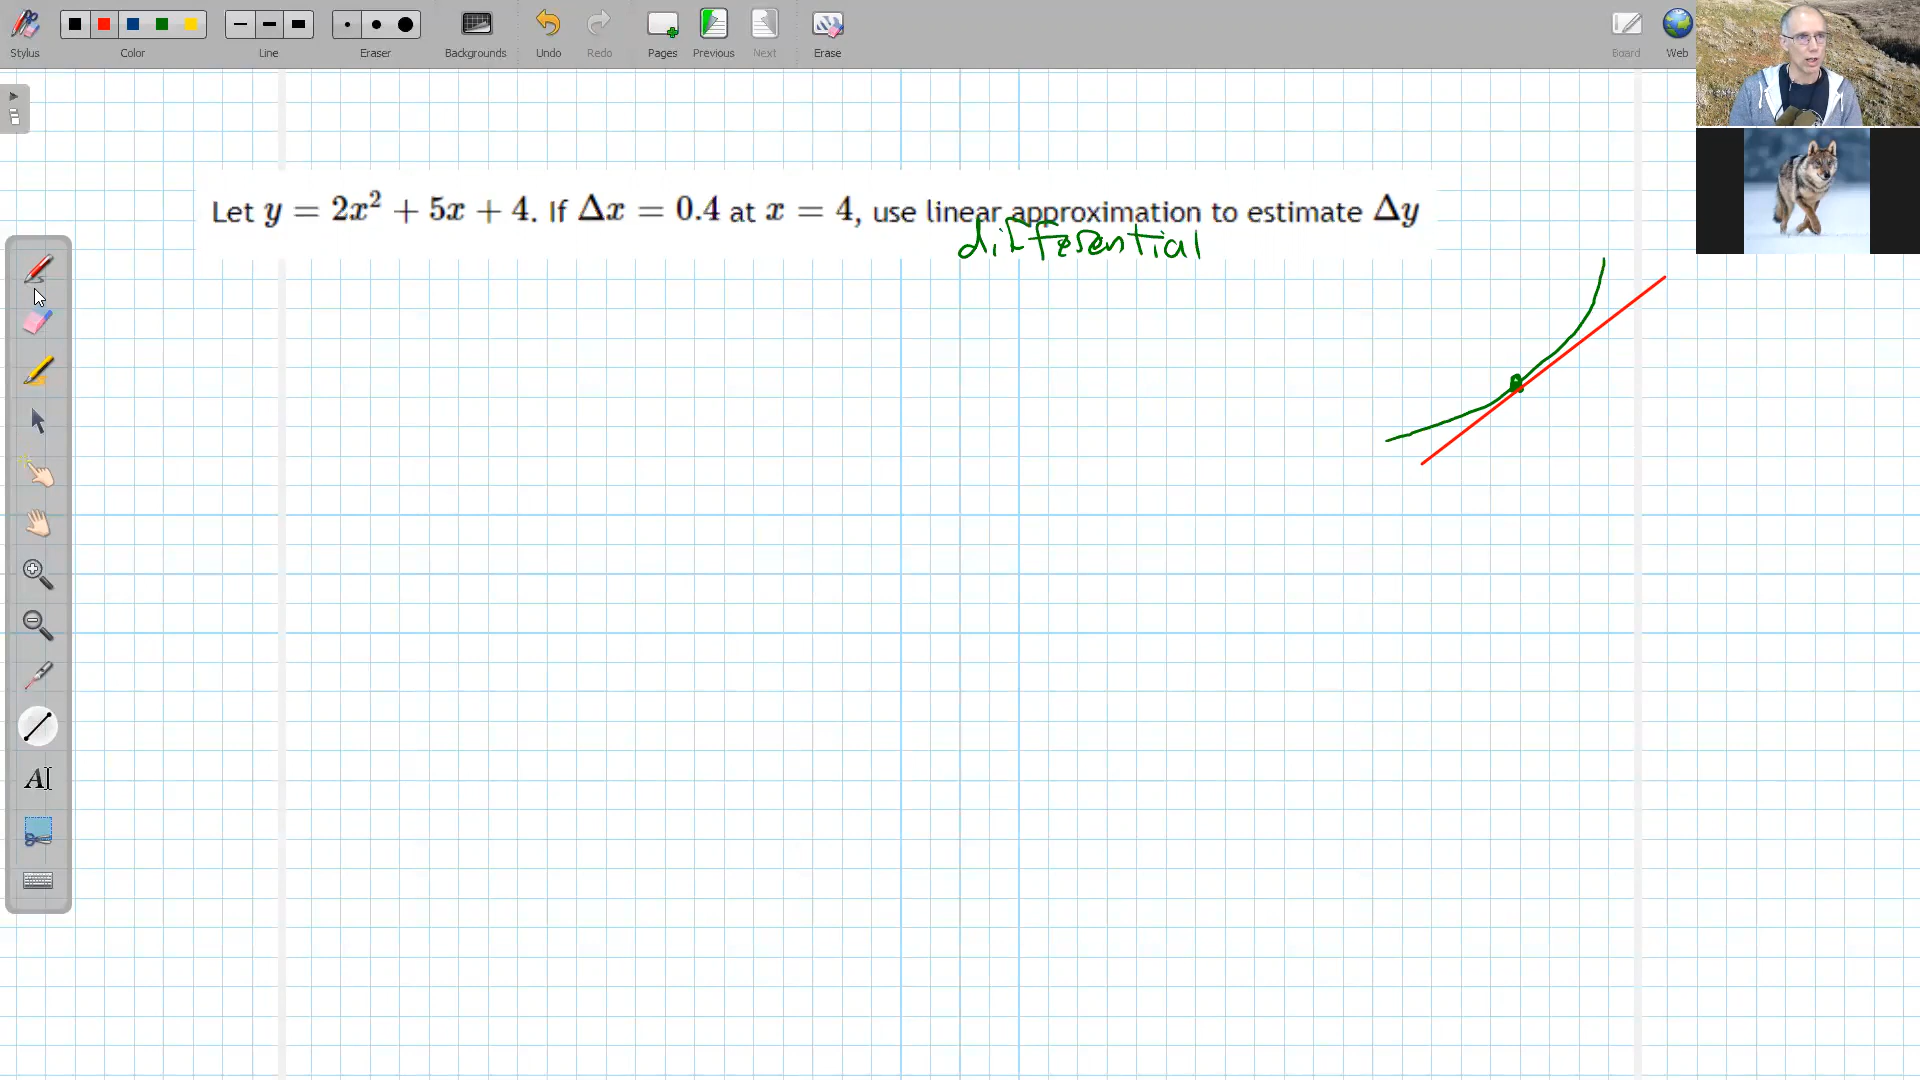 Stylus
Color
Line
Eraser
Backgrounds
Undo
Redo
Pages
Previous
Next
Erase
Board
Web
Let y = 2x² + 5x + 4. If Δx = 0.4 at x = 4, use linear approximation to estimate Δy
differential
A